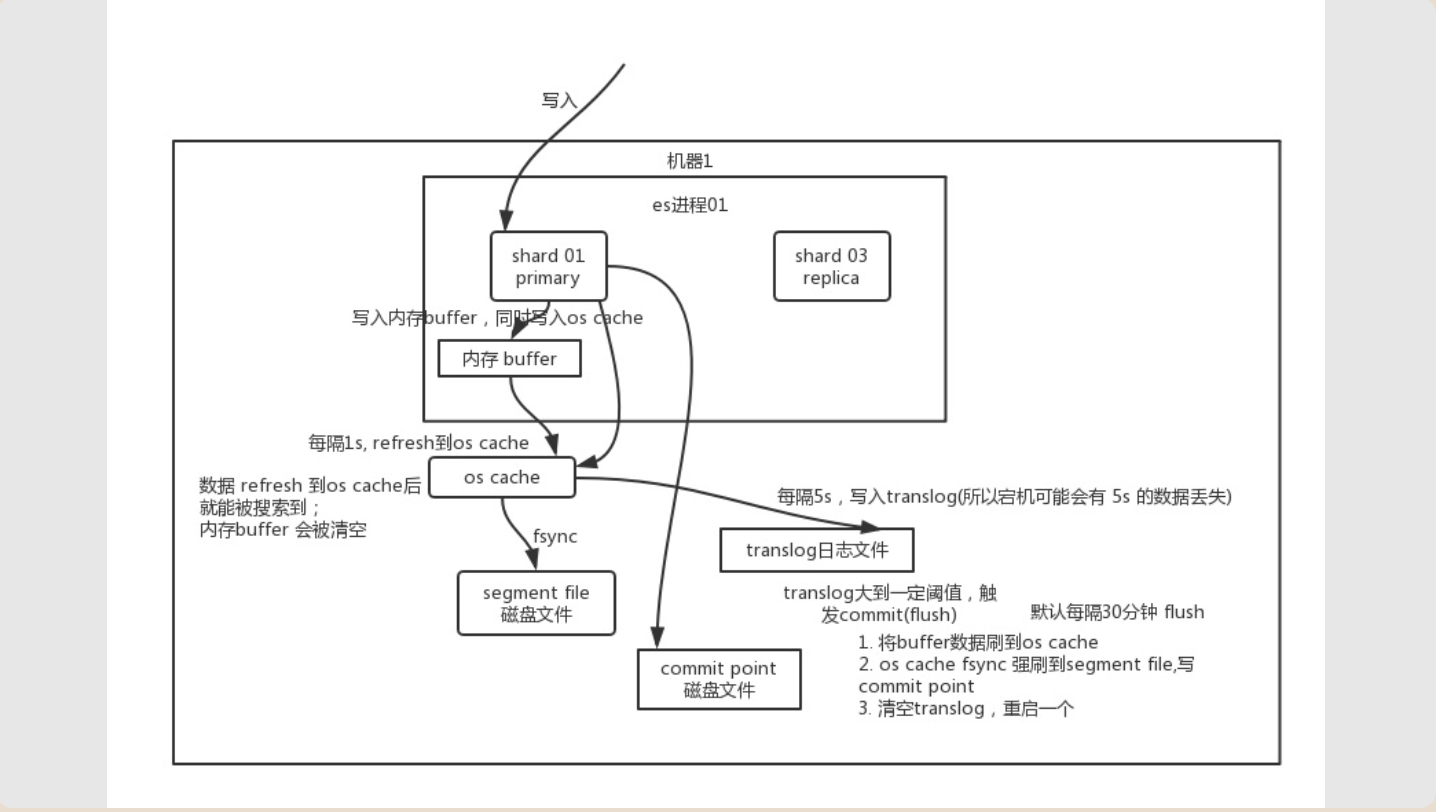 写入
机器1
es进程01
shard 01
primary
shard 03
replica
写入内存buffer，同时写入os cache
内存 buffer
每隔1s, refresh到os cache
os cache
数据 refresh 到os cache后
就能被搜索到；
内存buffer 会被清空
fsync
segment file
磁盘文件
每隔5s，写入translog(所以宕机可能会有 5s 的数据丢失)
translog日志文件
translog大到一定阈值，触
发commit(flush)
默认每隔30分钟 flush
1. 将buffer数据刷到os cache
2. os cache fsync 强刷到segment file,写
commit point
3. 清空translog，重启一个
commit point
磁盘文件